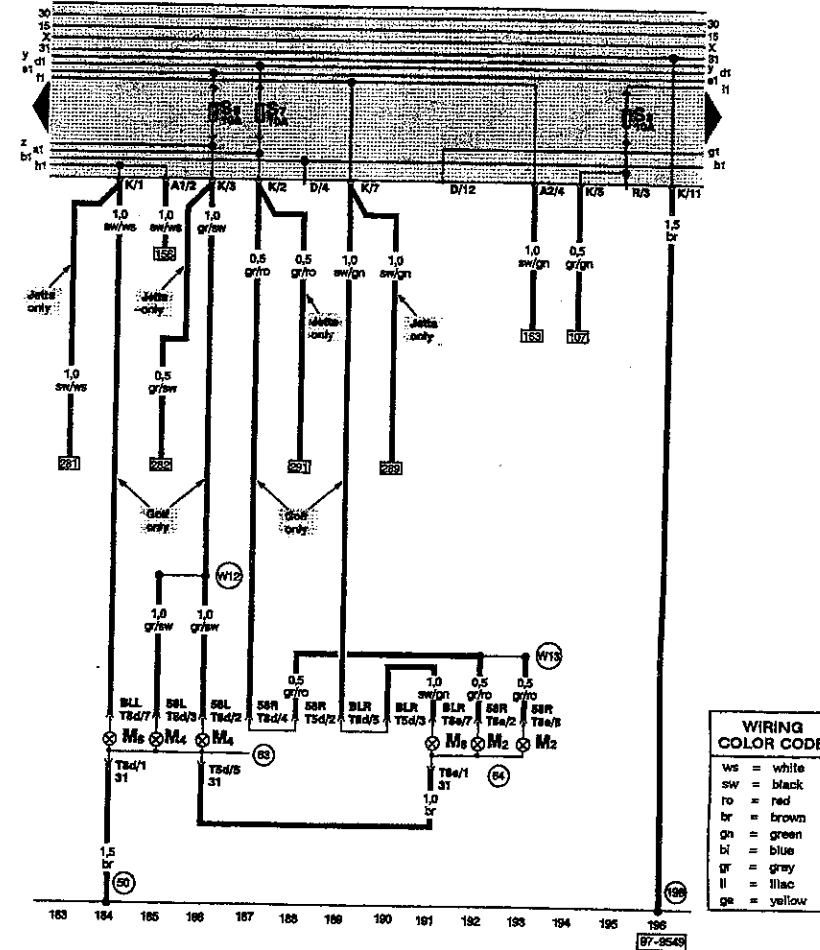 30
15
X
31
y
d1
e1
f1
30
15
X
31
y
d1
e1
f1
10A
10A
10A
z
a1
b1
h1
g1
h1
K/1
A1/2
K/3
K/2
D/4
K/7
D/12
A2/4
K/5
R/3
K/11
1,0
sw/ws
1,0
sw/ws
1,0
gr/sw
156
0,5
gr/ro
0,5
gr/ro
1,0
sw/gn
1,0
sw/gn
1,0
sw/gn
0,5
gr/gn
1,5
br
Jetta
only
Jetta
only
Jetta
only
Jetta
only
153
107
1,0
sw/ws
0,5
gr/sw
281
282
291
289
Golf
only
Golf
only
W12
1,0
gr/sw
1,0
gr/sw
W13
0,5
gr/ro
1,0
sw/gn
0,5
gr/ro
0,5
gr/ro
BLL
T8d/7
58L
T8d/3
58L
T8d/2
58R
T8d/4
58R
T5d/2
BLR
T8d/5
BLR
T5d/3
BLR
T8e/7
58R
T8e/2
58R
M4
M4
M2
M2
T8d/1
31
T8d/5
31
63
T8e/1
31
64
1,0
br
1,5
br
50
198
183 184 185 186 187 188 189 190 191 192 193 194 195 196
97-9549
WIRING
COLOR CODE
ws = white
sw = black
ro = red
br = brown
gn = green
bl = blue
gr = gray
li = lilac
ge = yellow